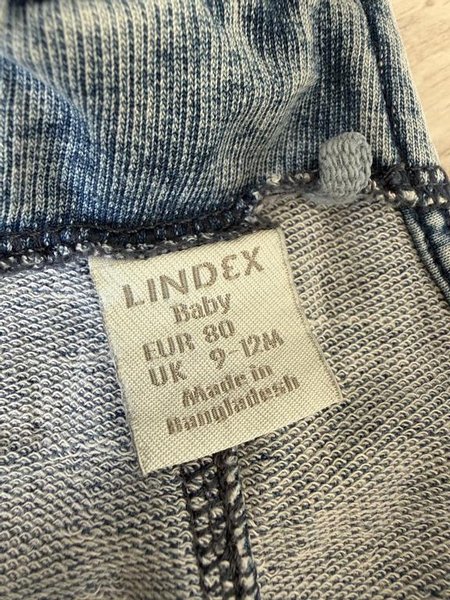 LINDEX
Baby
EUR 80
UK 9-12M
Made in
Bangladesh